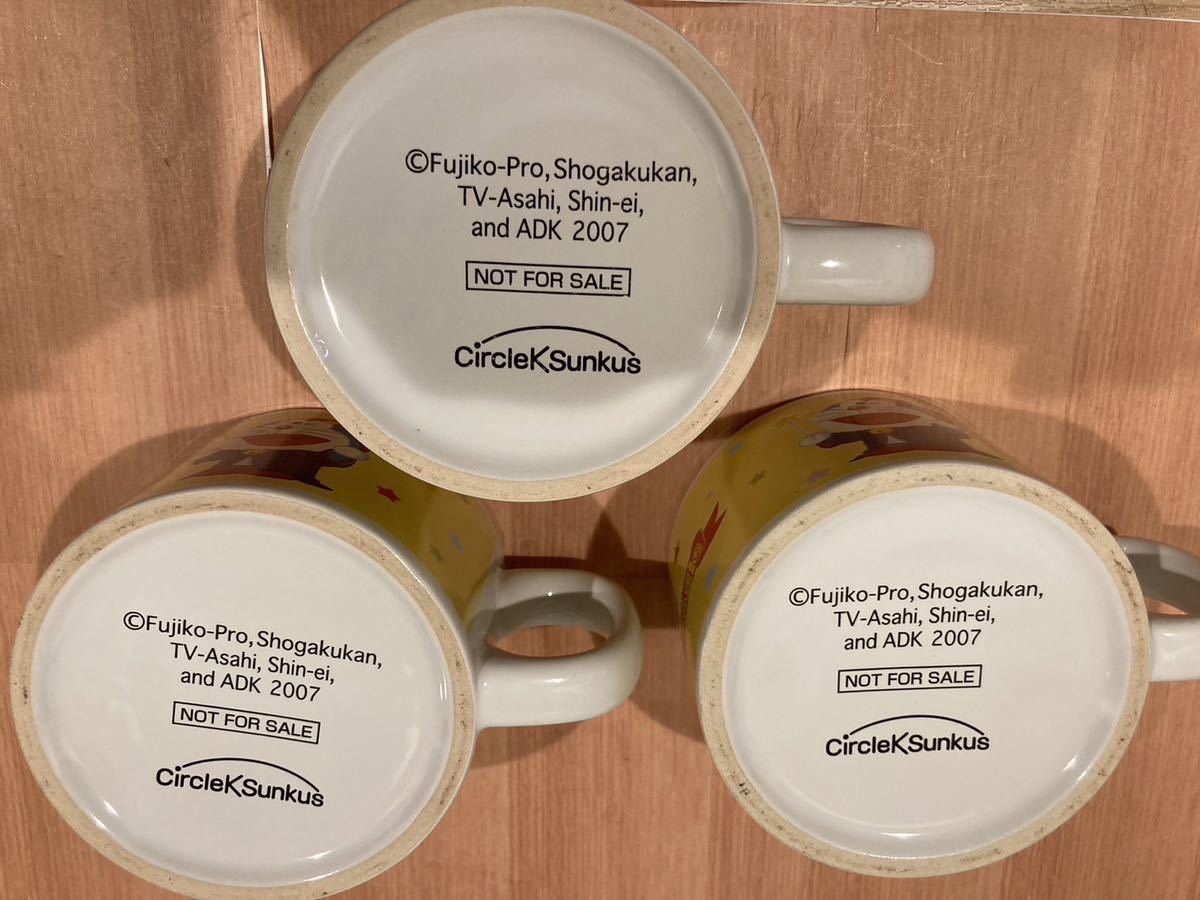 ©Fujiko-Pro, Shogakukan,
TV-Asahi, Shin-ei,
and ADK 2007
NOT FOR SALE
CircleKSunkus
©Fujiko-Pro, Shogakukan,
TV-Asahi, Shin-ei,
and ADK 2007
NOT FOR SALE
CircleKSunkus
©Fujiko-Pro, Shogakukan,
TV-Asahi, Shin-ei,
and ADK 2007
NOT FOR SALE
CircleKSunkus